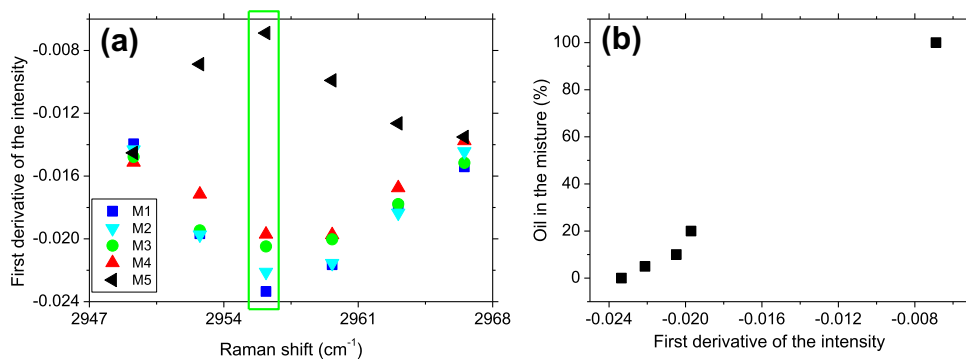 (a)
First derivative of the intensity
-0.008
-0.012
-0.016
-0.020
-0.024
M1
M2
M3
M4
M5
2947
2954
2961
2968
Raman shift (cm⁻¹)
(b)
Oil in the misture (%)
100
80
60
40
20
0
-0.024
-0.020
-0.016
-0.012
-0.008
First derivative of the intensity